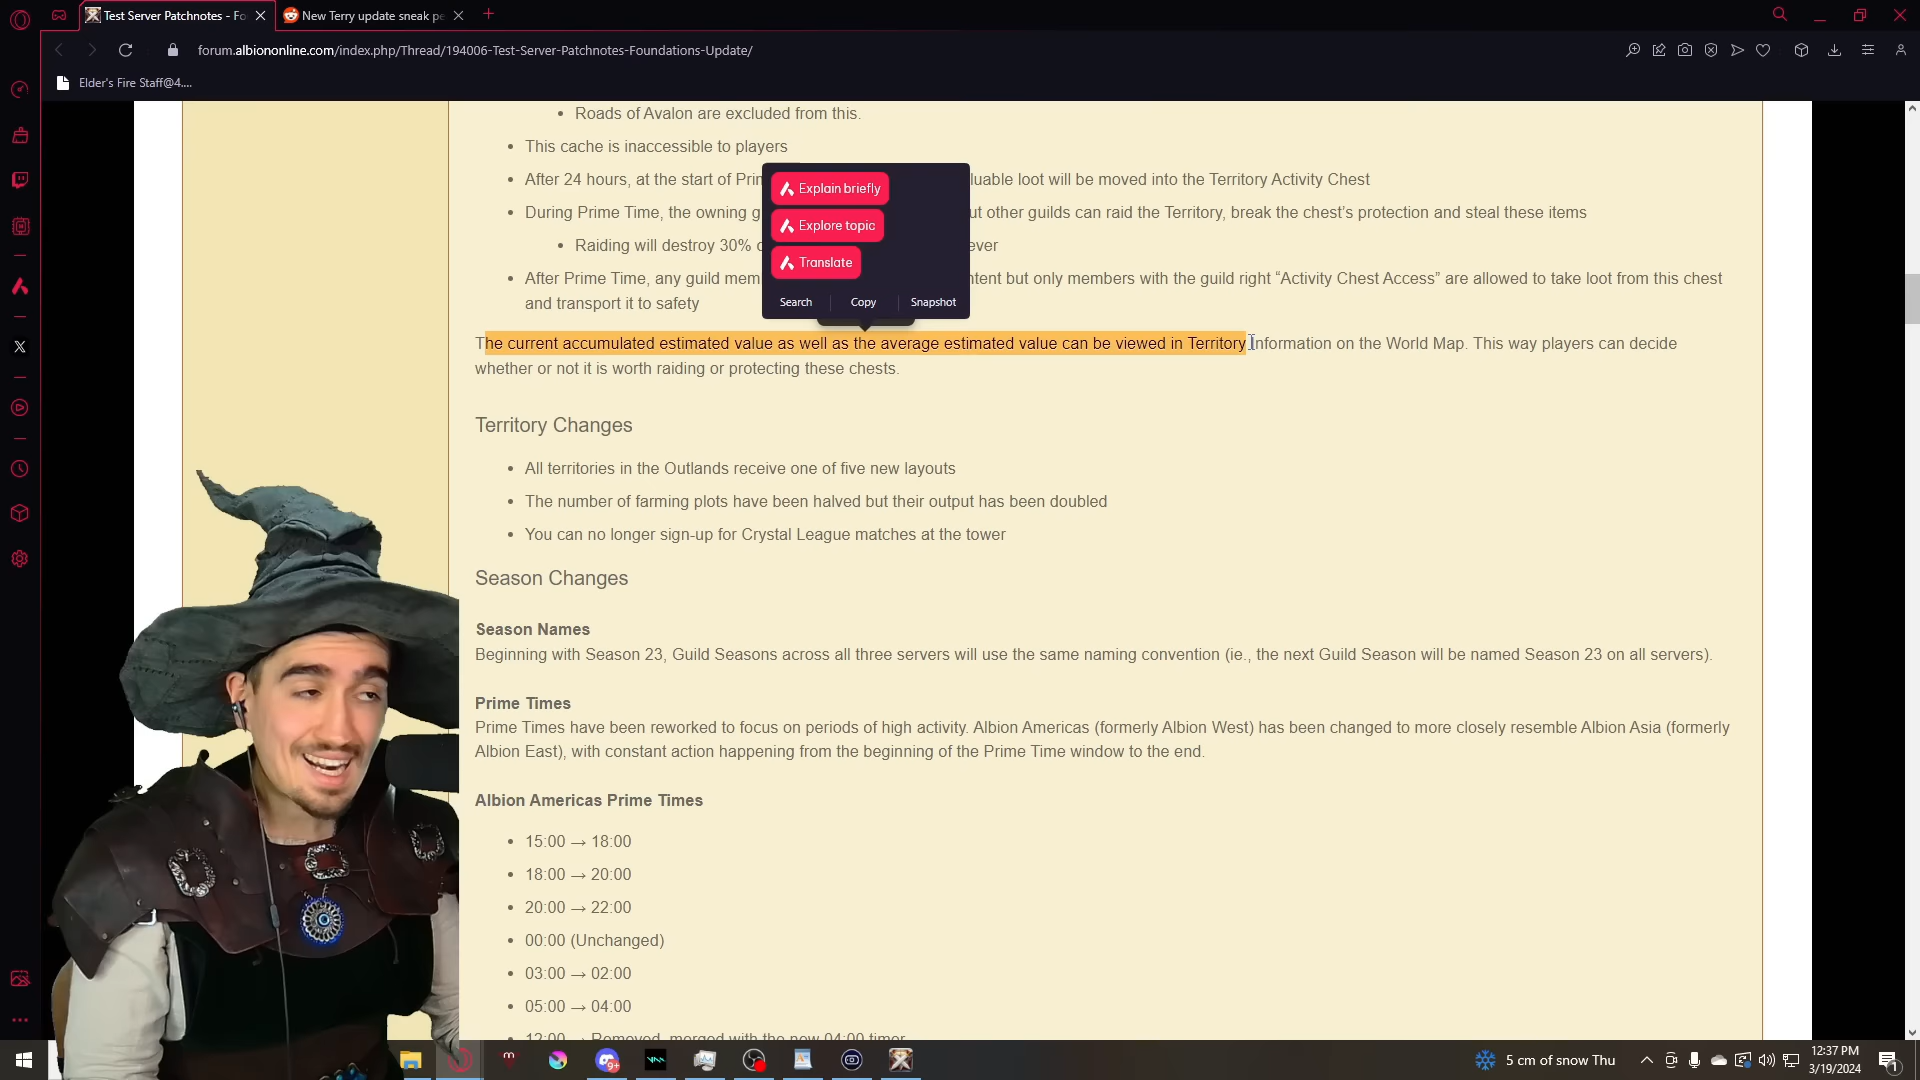 Test Server Patchnotes - Fo
New Terry update sneak pe
forum.albiononline.com/index.php/Thread/194006-Test-Server-Patchnotes-Foundations-Update/
Elder's Fire Staff@4....
• Roads of Avalon are excluded from this.
• This cache is inaccessible to players
• After 24 hours, at the start of Prim luable loot will be moved into the Territory Activity Chest
• During Prime Time, the owning g ut other guilds can raid the Territory, break the chest's protection and steal these items
• Raiding will destroy 30% ever
• After Prime Time, any guild mem ntent but only members with the guild right “Activity Chest Access” are allowed to take loot from this chest
and transport it to safety
Explain briefly
Explore topic
Translate
Search Copy Snapshot
The current accumulated estimated value as well as the average estimated value can be viewed in Territory Information on the World Map. This way players can decide
whether or not it is worth raiding or protecting these chests.
Territory Changes
• All territories in the Outlands receive one of five new layouts
• The number of farming plots have been halved but their output has been doubled
• You can no longer sign-up for Crystal League matches at the tower
Season Changes
Season Names
Beginning with Season 23, Guild Seasons across all three servers will use the same naming convention (ie., the next Guild Season will be named Season 23 on all servers).
Prime Times
Prime Times have been reworked to focus on periods of high activity. Albion Americas (formerly Albion West) has been changed to more closely resemble Albion Asia (formerly
Albion East), with constant action happening from the beginning of the Prime Time window to the end.
Albion Americas Prime Times
• 15:00 → 18:00
• 18:00 → 20:00
• 20:00 → 22:00
• 00:00 (Unchanged)
• 03:00 → 02:00
• 05:00 → 04:00
• 12:00 → Removed, merged with the new 04:00 timer
9+
5 cm of snow Thu
12:37 PM
3/19/2024
1